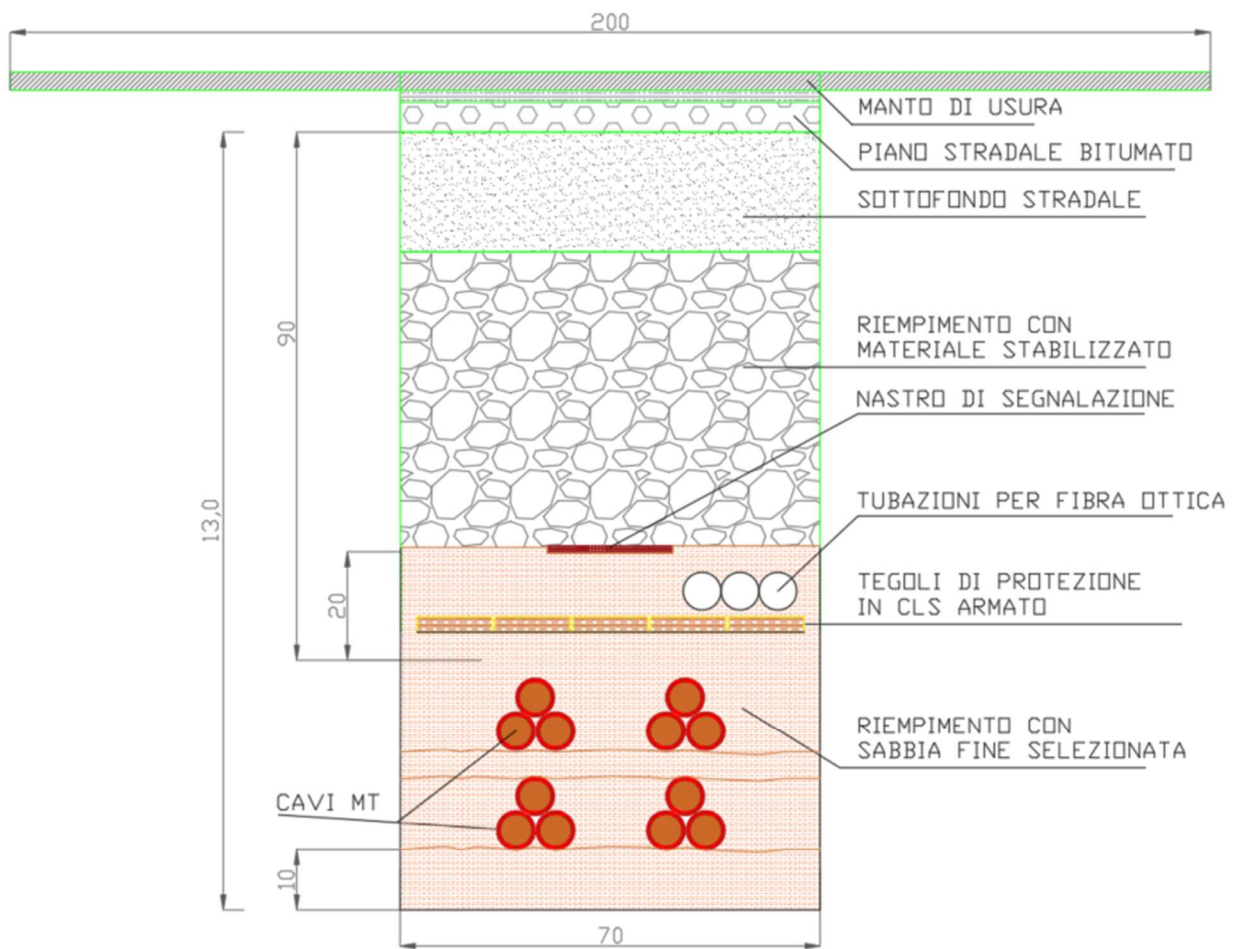 200
MANTO DI USURA
PIANO STRADALE BITUMATO
SOTTOFONDO STRADALE
90
RIEMPIMENTO CON
MATERIALE STABILIZZATO
NASTRO DI SEGNALAZIONE
13,0
TUBAZIONI PER FIBRA OTTICA
20
TEGOLI DI PROTEZIONE
IN CLS ARMATO
RIEMPIMENTO CON
SABBIA FINE SELEZIONATA
CAVI MT
10
70